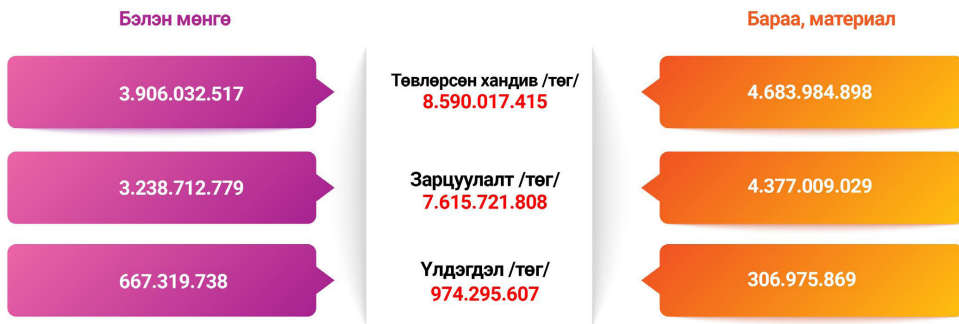 Бэлэн мөнгө
Бараа, материал
3.906.032.517
Төвлөрсөн хандив /төг/
8.590.017.415
4.683.984.898
3.238.712.779
Зарцуулалт /төг/
7.615.721.808
4.377.009.029
667.319.738
Үлдэгдэл /төг/
974.295.607
306.975.869